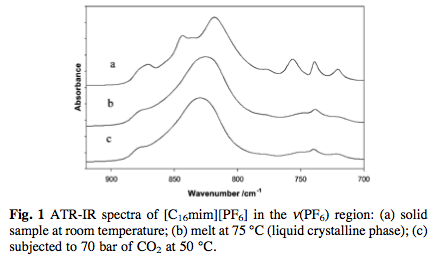 Absorbance
a
b
c
900 850 800 750 700
Wavenumber /cm⁻¹
Fig. 1 ATR-IR spectra of [C₁₆mim][PF₆] in the ν(PF₆) region: (a) solid
sample at room temperature; (b) melt at 75 °C (liquid crystalline phase); (c)
subjected to 70 bar of CO₂ at 50 °C.